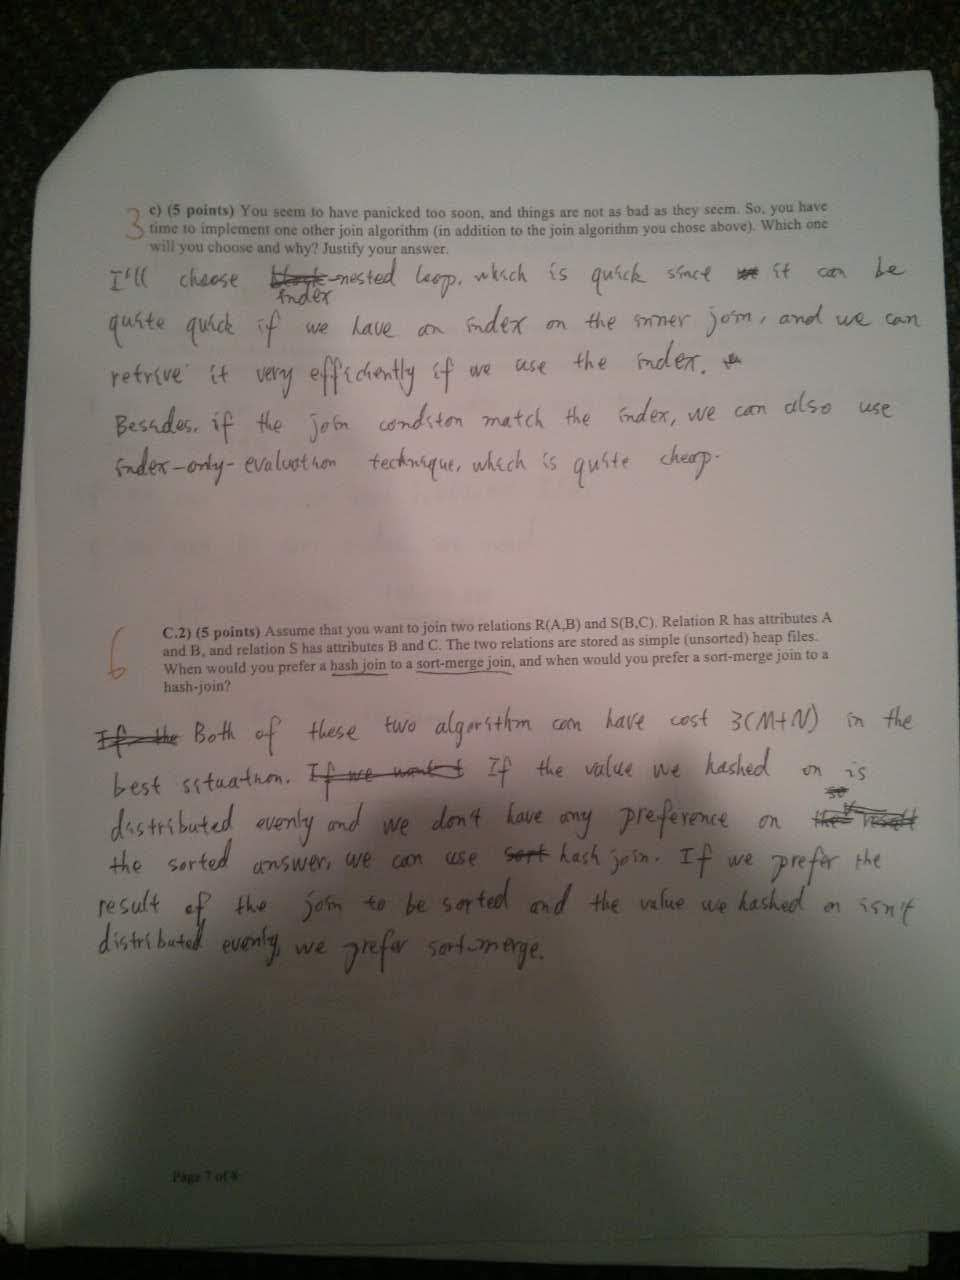 3 c) (5 points) You seem to have panicked too soon, and things are not as bad as they seem. So, you have
time to implement one other join algorithm (in addition to the join algorithm you chose above). Which one
will you choose and why? Justify your answer.
I'll choose block-nested loop, which is quick since it can be
index
quite quick if we have an index on the inner join, and we can
retrive it very efficiently if we use the index.
Besides, if the join conditon match the index, we can also use
index-only-evaluation technique, which is quite cheap.
6 C.2) (5 points) Assume that you want to join two relations R(A,B) and S(B,C). Relation R has attributes A
and B, and relation S has attributes B and C. The two relations are stored as simple (unsorted) heap files.
When would you prefer a hash join to a sort-merge join, and when would you prefer a sort-merge join to a
hash-join?
If the Both of these two algorithm can have cost 3(M+N) in the
best situation. If we want t If the value we hashed on is
distributed evenly and we don't have any preference on the result
the sorted answer, we can use sort hash join. If we prefer the
result of the join to be sorted and the value we hashed on isn't
distributed evenly, we prefer sort-merge.
Page 7 of 8